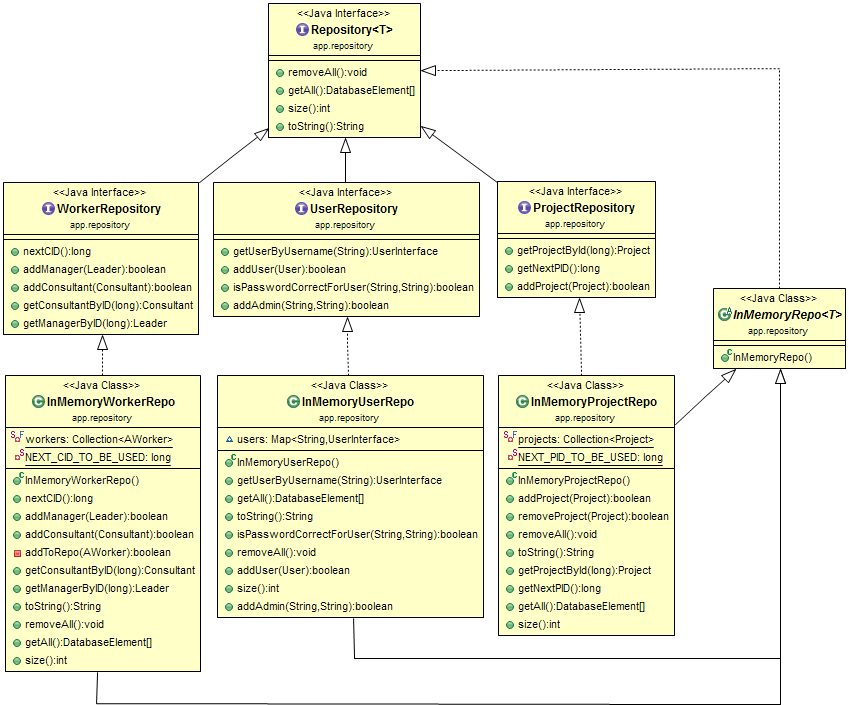 <<Java Interface>>
Repository<T>
app.repository
removeAll():void
getAll():DatabaseElement[]
size():int
toString():String
<<Java Interface>>
WorkerRepository
app.repository
nextCID():long
addManager(Leader):boolean
addConsultant(Consultant):boolean
getConsultantByID(long):Consultant
getManagerByID(long):Leader
<<Java Interface>>
UserRepository
app.repository
getUserByUsername(String):UserInterface
addUser(User):boolean
isPasswordCorrectForUser(String,String):boolean
addAdmin(String,String):boolean
<<Java Interface>>
ProjectRepository
app.repository
getProjectById(long):Project
getNextPID():long
addProject(Project):boolean
<<Java Class>>
InMemoryRepo<T>
app.repository
InMemoryRepo()
<<Java Class>>
InMemoryWorkerRepo
app.repository
workers: Collection<AWorker>
NEXT_CID_TO_BE_USED: long
InMemoryWorkerRepo()
nextCID():long
addManager(Leader):boolean
addConsultant(Consultant):boolean
addToRepo(AWorker):boolean
getConsultantByID(long):Consultant
getManagerByID(long):Leader
toString():String
removeAll():void
getAll():DatabaseElement[]
size():int
<<Java Class>>
InMemoryUserRepo
app.repository
users: Map<String,UserInterface>
InMemoryUserRepo()
getUserByUsername(String):UserInterface
getAll():DatabaseElement[]
toString():String
isPasswordCorrectForUser(String,String):boolean
removeAll():void
addUser(User):boolean
size():int
addAdmin(String,String):boolean
<<Java Class>>
InMemoryProjectRepo
app.repository
projects: Collection<Project>
NEXT_PID_TO_BE_USED: long
InMemoryProjectRepo()
addProject(Project):boolean
removeProject(Project):boolean
removeAll():void
toString():String
getProjectById(long):Project
getNextPID():long
getAll():DatabaseElement[]
size():int